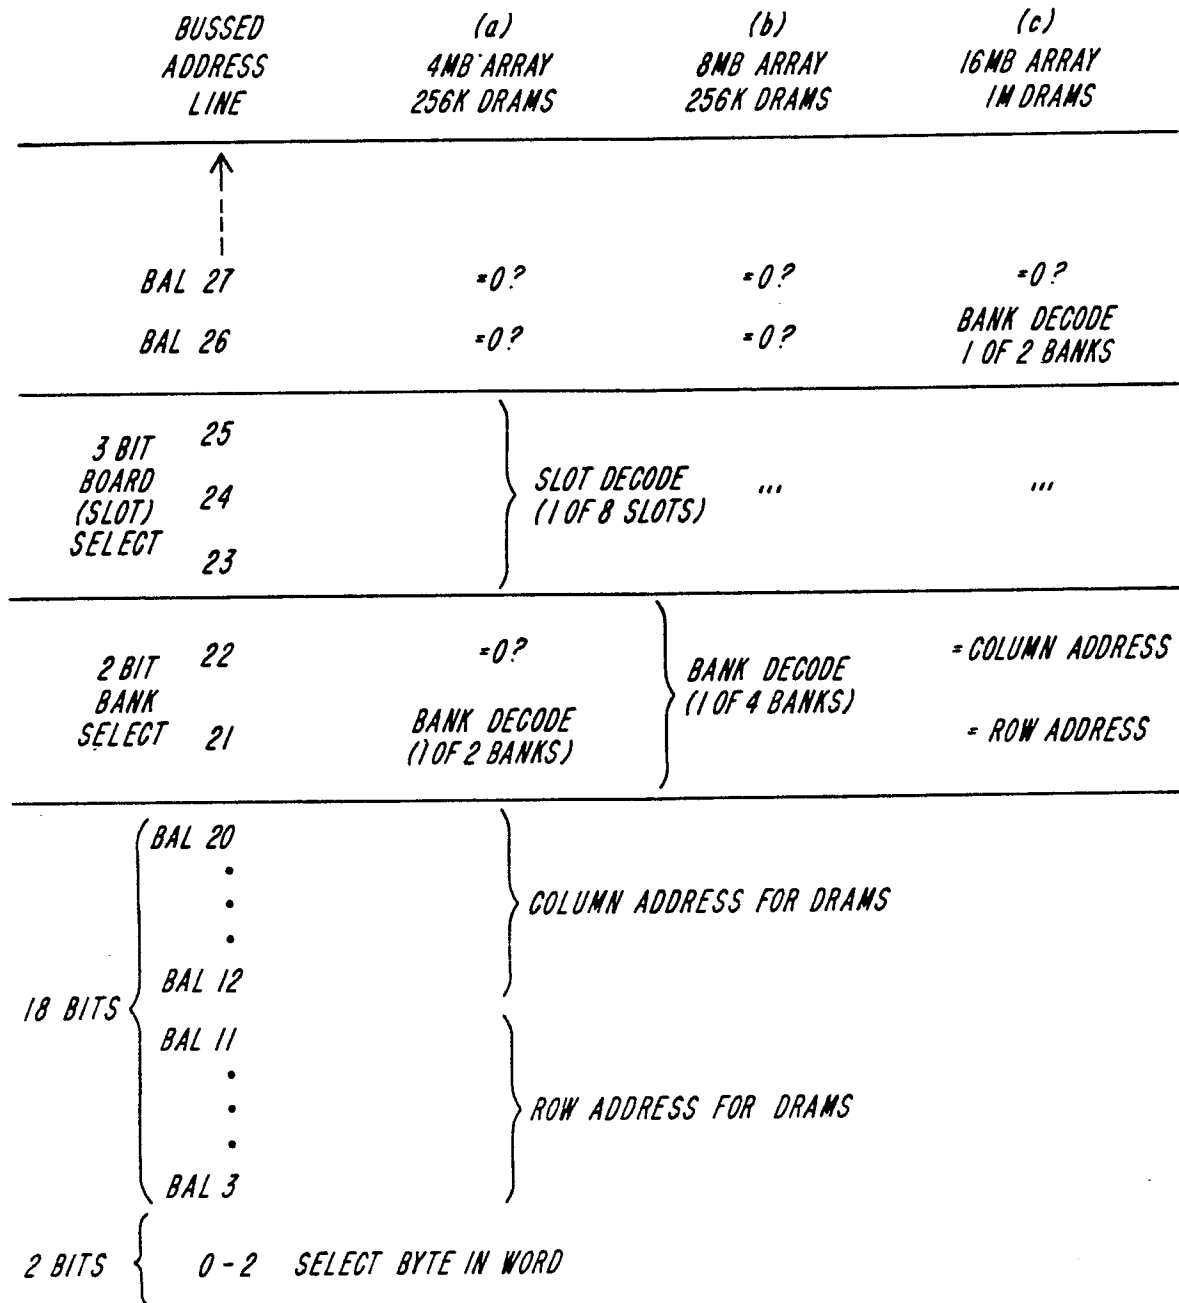 BUSSED ADDRESS LINE
(a) 4MB ARRAY 256K DRAMS
(b) 8MB ARRAY 256K DRAMS
(c) 16MB ARRAY 1M DRAMS
BAL 27 =0? =0? =0?
BAL 26 =0? =0? BANK DECODE 1 OF 2 BANKS
3 BIT BOARD (SLOT) SELECT
25
24
23
SLOT DECODE (1 OF 8 SLOTS) ''' '''
2 BIT BANK SELECT
22 =0? = COLUMN ADDRESS
21 BANK DECODE (1 OF 2 BANKS) = ROW ADDRESS
BANK DECODE (1 OF 4 BANKS)
18 BITS
BAL 20
•
•
•
BAL 12
COLUMN ADDRESS FOR DRAMS
BAL 11
•
•
•
BAL 3
ROW ADDRESS FOR DRAMS
2 BITS 0-2 SELECT BYTE IN WORD